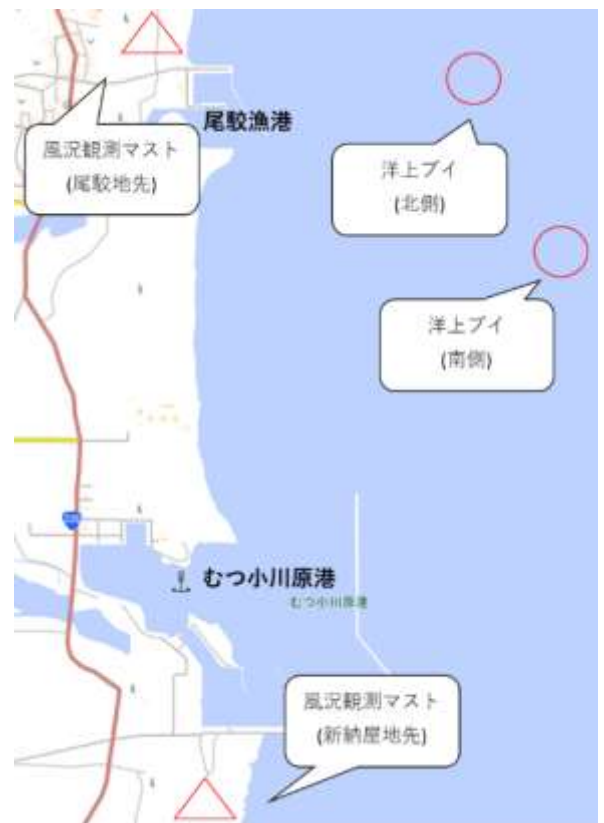 尾駮漁港
風況観測マスト
(尾駮地先)
洋上ブイ
(北側)
洋上ブイ
(南側)
むつ小川原港
むつ小川原港
風況観測マスト
(新納屋地先)